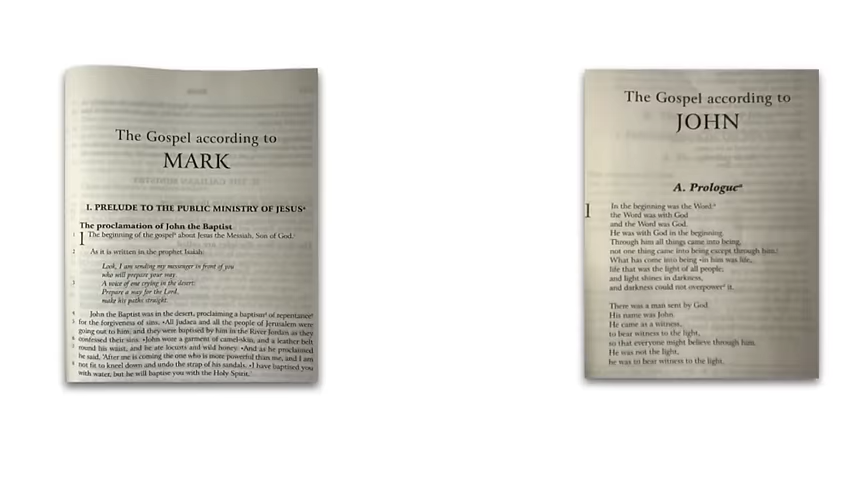 The Gospel according to
MARK
I. PRELUDE TO THE PUBLIC MINISTRY OF JESUSᵃ
The proclamation of John the Baptist
1 1 The beginning of the gospelᵇ about Jesus the Messiah, Son of God.ᶜ
2 As it is written in the prophet Isaiah:
Look, I am sending my messenger in front of you
who will prepare your way.
3 A voice of one crying in the desert:
Prepare a way for the Lord,
make his paths straight.
4 John the Baptist was in the desert, proclaiming a baptismᵈ of repentanceᵉ
5 for the forgiveness of sins. •All Judaea and all the people of Jerusalem were
going out to him, and they were baptised by him in the River Jordan as they
6 confessed their sins. •John wore a garment of camel-skin, and a leather belt
7 round his waist, and he ate locusts and wild honey. •And as he proclaimed
he said, 'After me is coming the one who is more powerful than me, and I am
8 not fit to kneel down and undo the strap of his sandals. •I have baptised you
with water, but he will baptise you with the Holy Spirit.'
The Gospel according to
JOHN
A. Prologueᵃ
1 In the beginning was the Word:ᵇ
the Word was with God
and the Word was God.
He was with God in the beginning.
Through him all things came into being,
not one thing came into being except through him.ᶜ
What has come into being •in him was life,
life that was the light of all people;
and light shines in darkness,
and darkness could not overpowerᵈ it.
There was a man sent by God.
His name was John.
He came as a witness,
to bear witness to the light,
so that everyone might believe through him.
He was not the light,
he was to bear witness to the light.